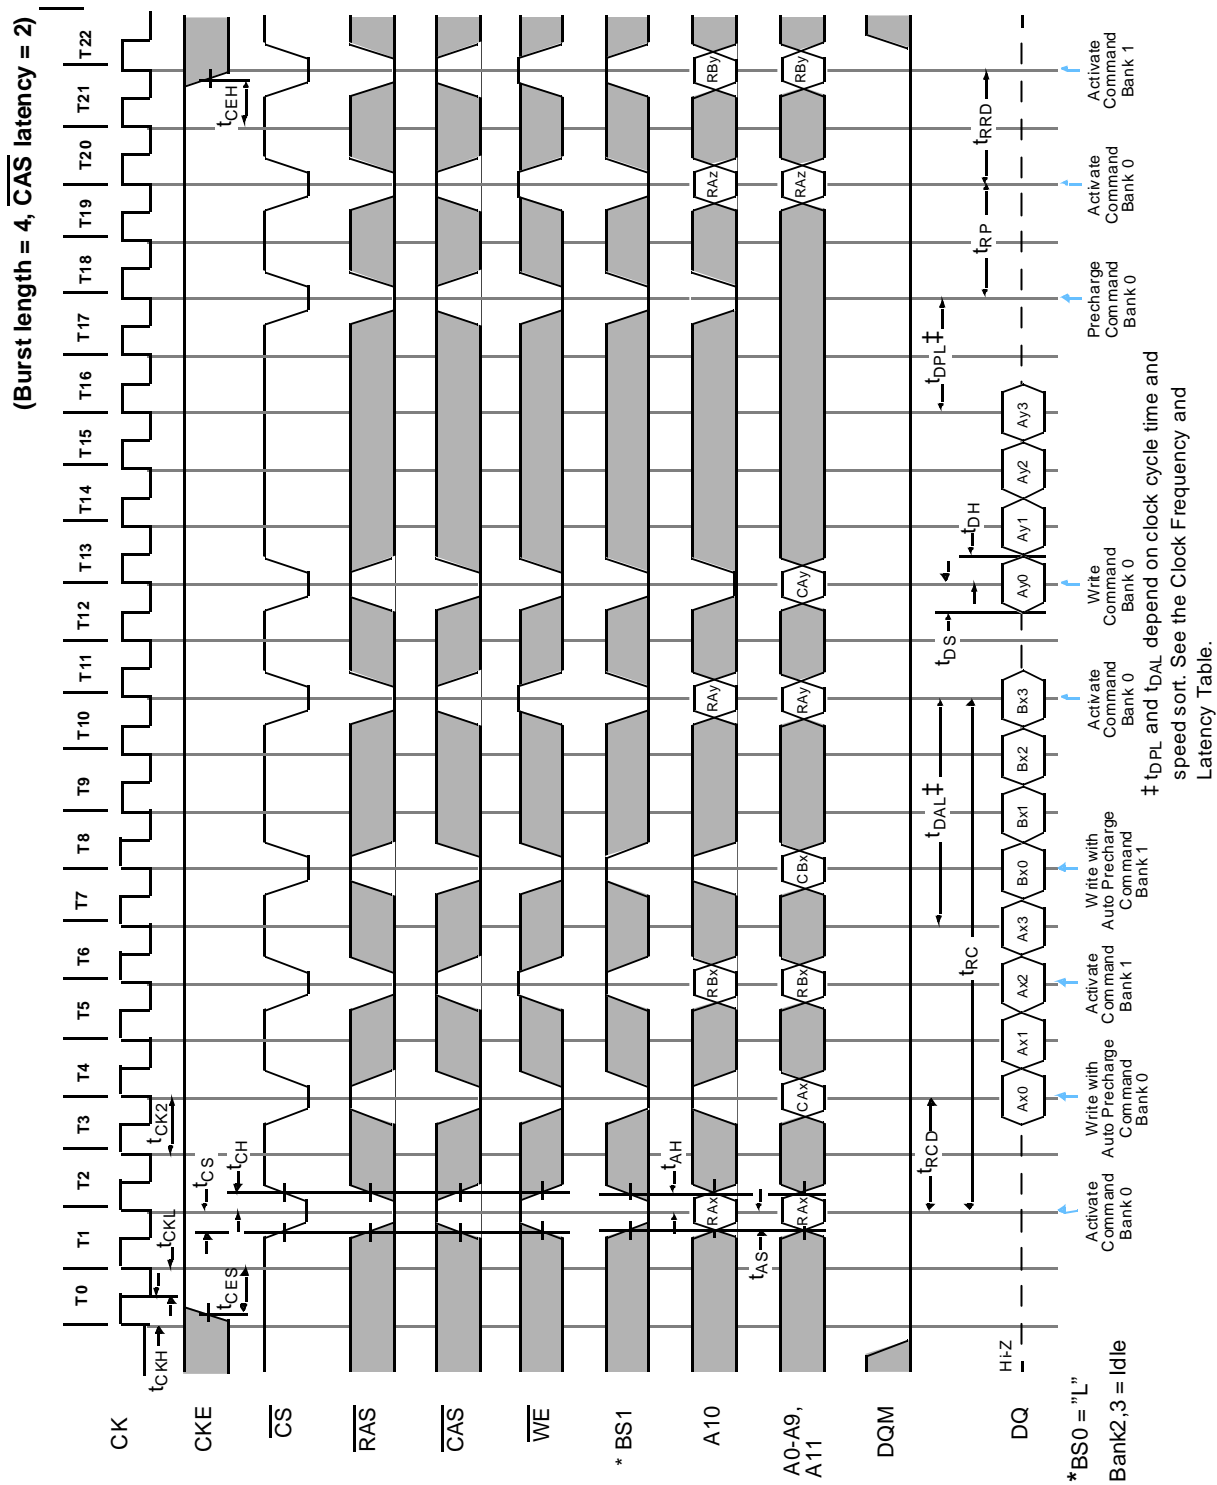 (Burst length = 4, CAS latency = 2)
T0 T1 T2 T3 T4 T5 T6 T7 T8 T9 T10 T11 T12 T13 T14 T15 T16 T17 T18 T19 T20 T21 T22
CK
tCKH
tCKL
tCK2
CKE
tCES
tCS
tCH
tCEH
CS
RAS
CAS
WE
* BS1
tAH
A10
RAx RBx RAy RAz RBy
tAS
A0-A9,
A11
RAx CAx RBx CBx RAy CAy RAz RBy
DQM
tRCD
tDAL‡
tDS
tDPL‡
tRC
tDH
tRP
tRRD
DQ
Hi-Z
Ax0 Ax1 Ax2 Ax3 Bx0 Bx1 Bx2 Bx3 Ay0 Ay1 Ay2 Ay3
Activate
Command
Bank 0
Write with
Auto Precharge
Command
Bank 0
Activate
Command
Bank 1
Write with
Auto Precharge
Command
Bank 1
Activate
Command
Bank 0
Write
Command
Bank 0
Precharge
Command
Bank 0
Activate
Command
Bank 0
Activate
Command
Bank 1
*BS0 = "L"
Bank2,3 = Idle
‡ tDPL and tDAL depend on clock cycle time and
speed sort. See the Clock Frequency and
Latency Table.